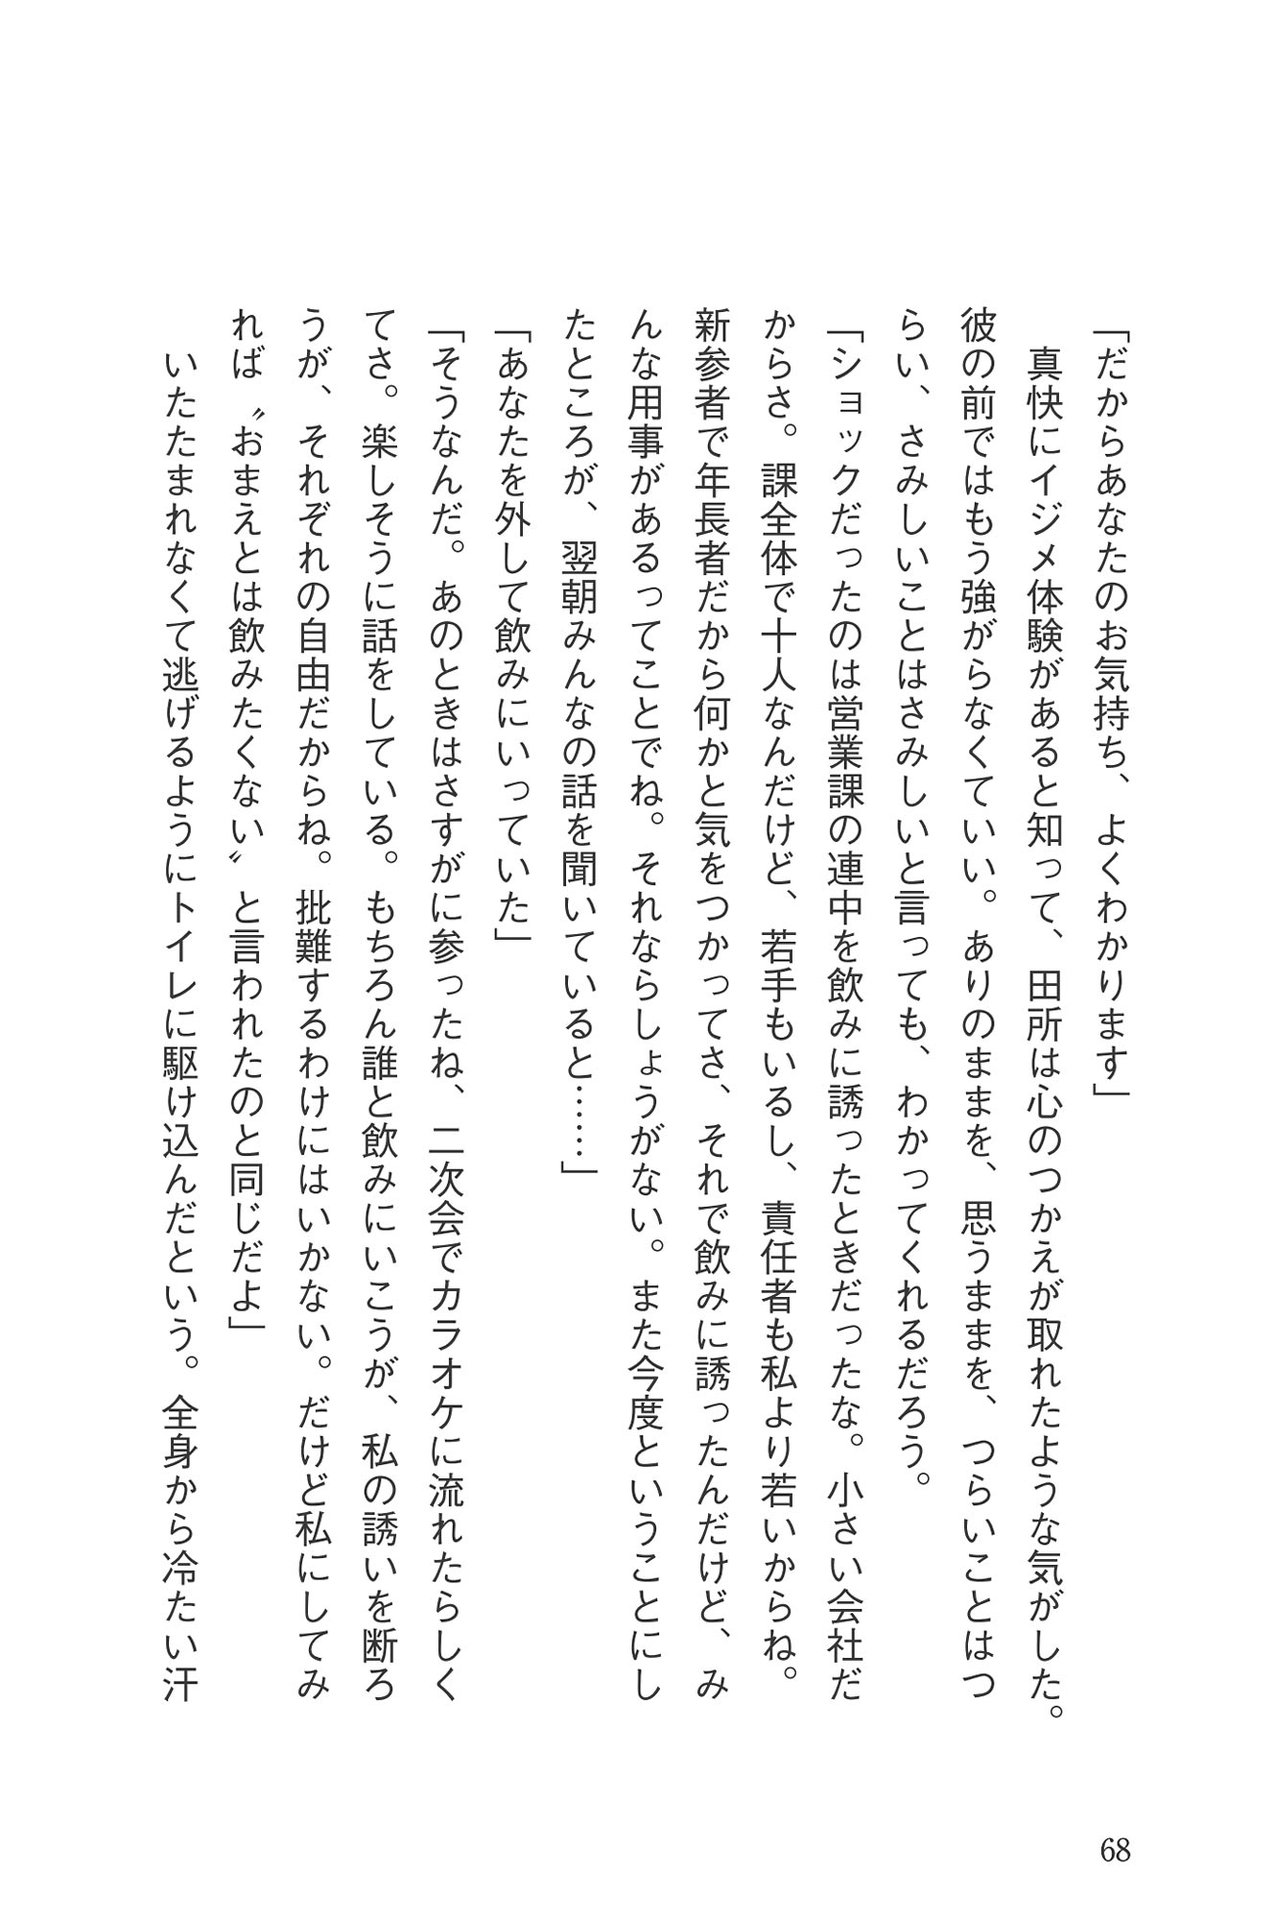 「だからあなたのお気持ち、よくわかります」
　真快にイジメ体験があると知って、田所は心のつかえが取れたような気がした。
彼の前ではもう強がらなくていい。ありのままを、思うままを、つらいことはつ
らい、さみしいことはさみしいと言っても、わかってくれるだろう。
「ショックだったのは営業課の連中を飲みに誘ったときだったな。小さい会社だ
からさ。課全体で十人なんだけど、若手もいるし、責任者も私より若いからね。
新参者で年長者だから何かと気をつかってさ、それで飲みに誘ったんだけど、み
んな用事があるってことでね。それならしょうがない。また今度ということにし
たところが、翌朝みんなの話を聞いていると……」
「あなたを外して飲みにいっていた」
「そうなんだ。あのときはさすがに参ったね、二次会でカラオケに流れたらしく
てさ。楽しそうに話をしている。もちろん誰と飲みにいこうが、私の誘いを断ろ
うが、それぞれの自由だからね。批難するわけにはいかない。だけど私にしてみ
れば〝おまえとは飲みたくない〟と言われたのと同じだよ」
　いたたまれなくて逃げるようにトイレに駆け込んだという。全身から冷たい汗
68